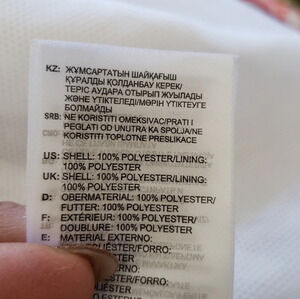 KZ: ЖҰМСАРТАТЫН ШАЙҚАҒЫШ
ҚҰРАЛДЫ ҚОЛДАНБАУ КЕРЕК/
ТЕРІС АУДАРА ОТЫРЫП ЖУЫЛАДЫ
ЖӘНЕ ҮТІКТЕЛЕДІ/МӨРІН ҮТІКТЕУГЕ
БОЛМАЙДЫ
SRB: NE KORISTITI OMEKSIVAC/PRATI I
PEGLATI OD UNUTRA KA SPOLJA/NE
KORISTITI TOPLOTNE PRESLIKACE
US: SHELL: 100% POLYESTER/LINING:
100% POLYESTER
UK: SHELL: 100% POLYESTER/LINING:
100% POLYESTER
D: OBERMATERIAL: 100% POLYESTER/
FUTTER: 100% POLYESTER
F: EXTÉRIEUR: 100% POLYESTER/
DOUBLURE: 100% POLYESTER
E: MATERIAL EXTERNO:
POLIÉSTER/FORRO: